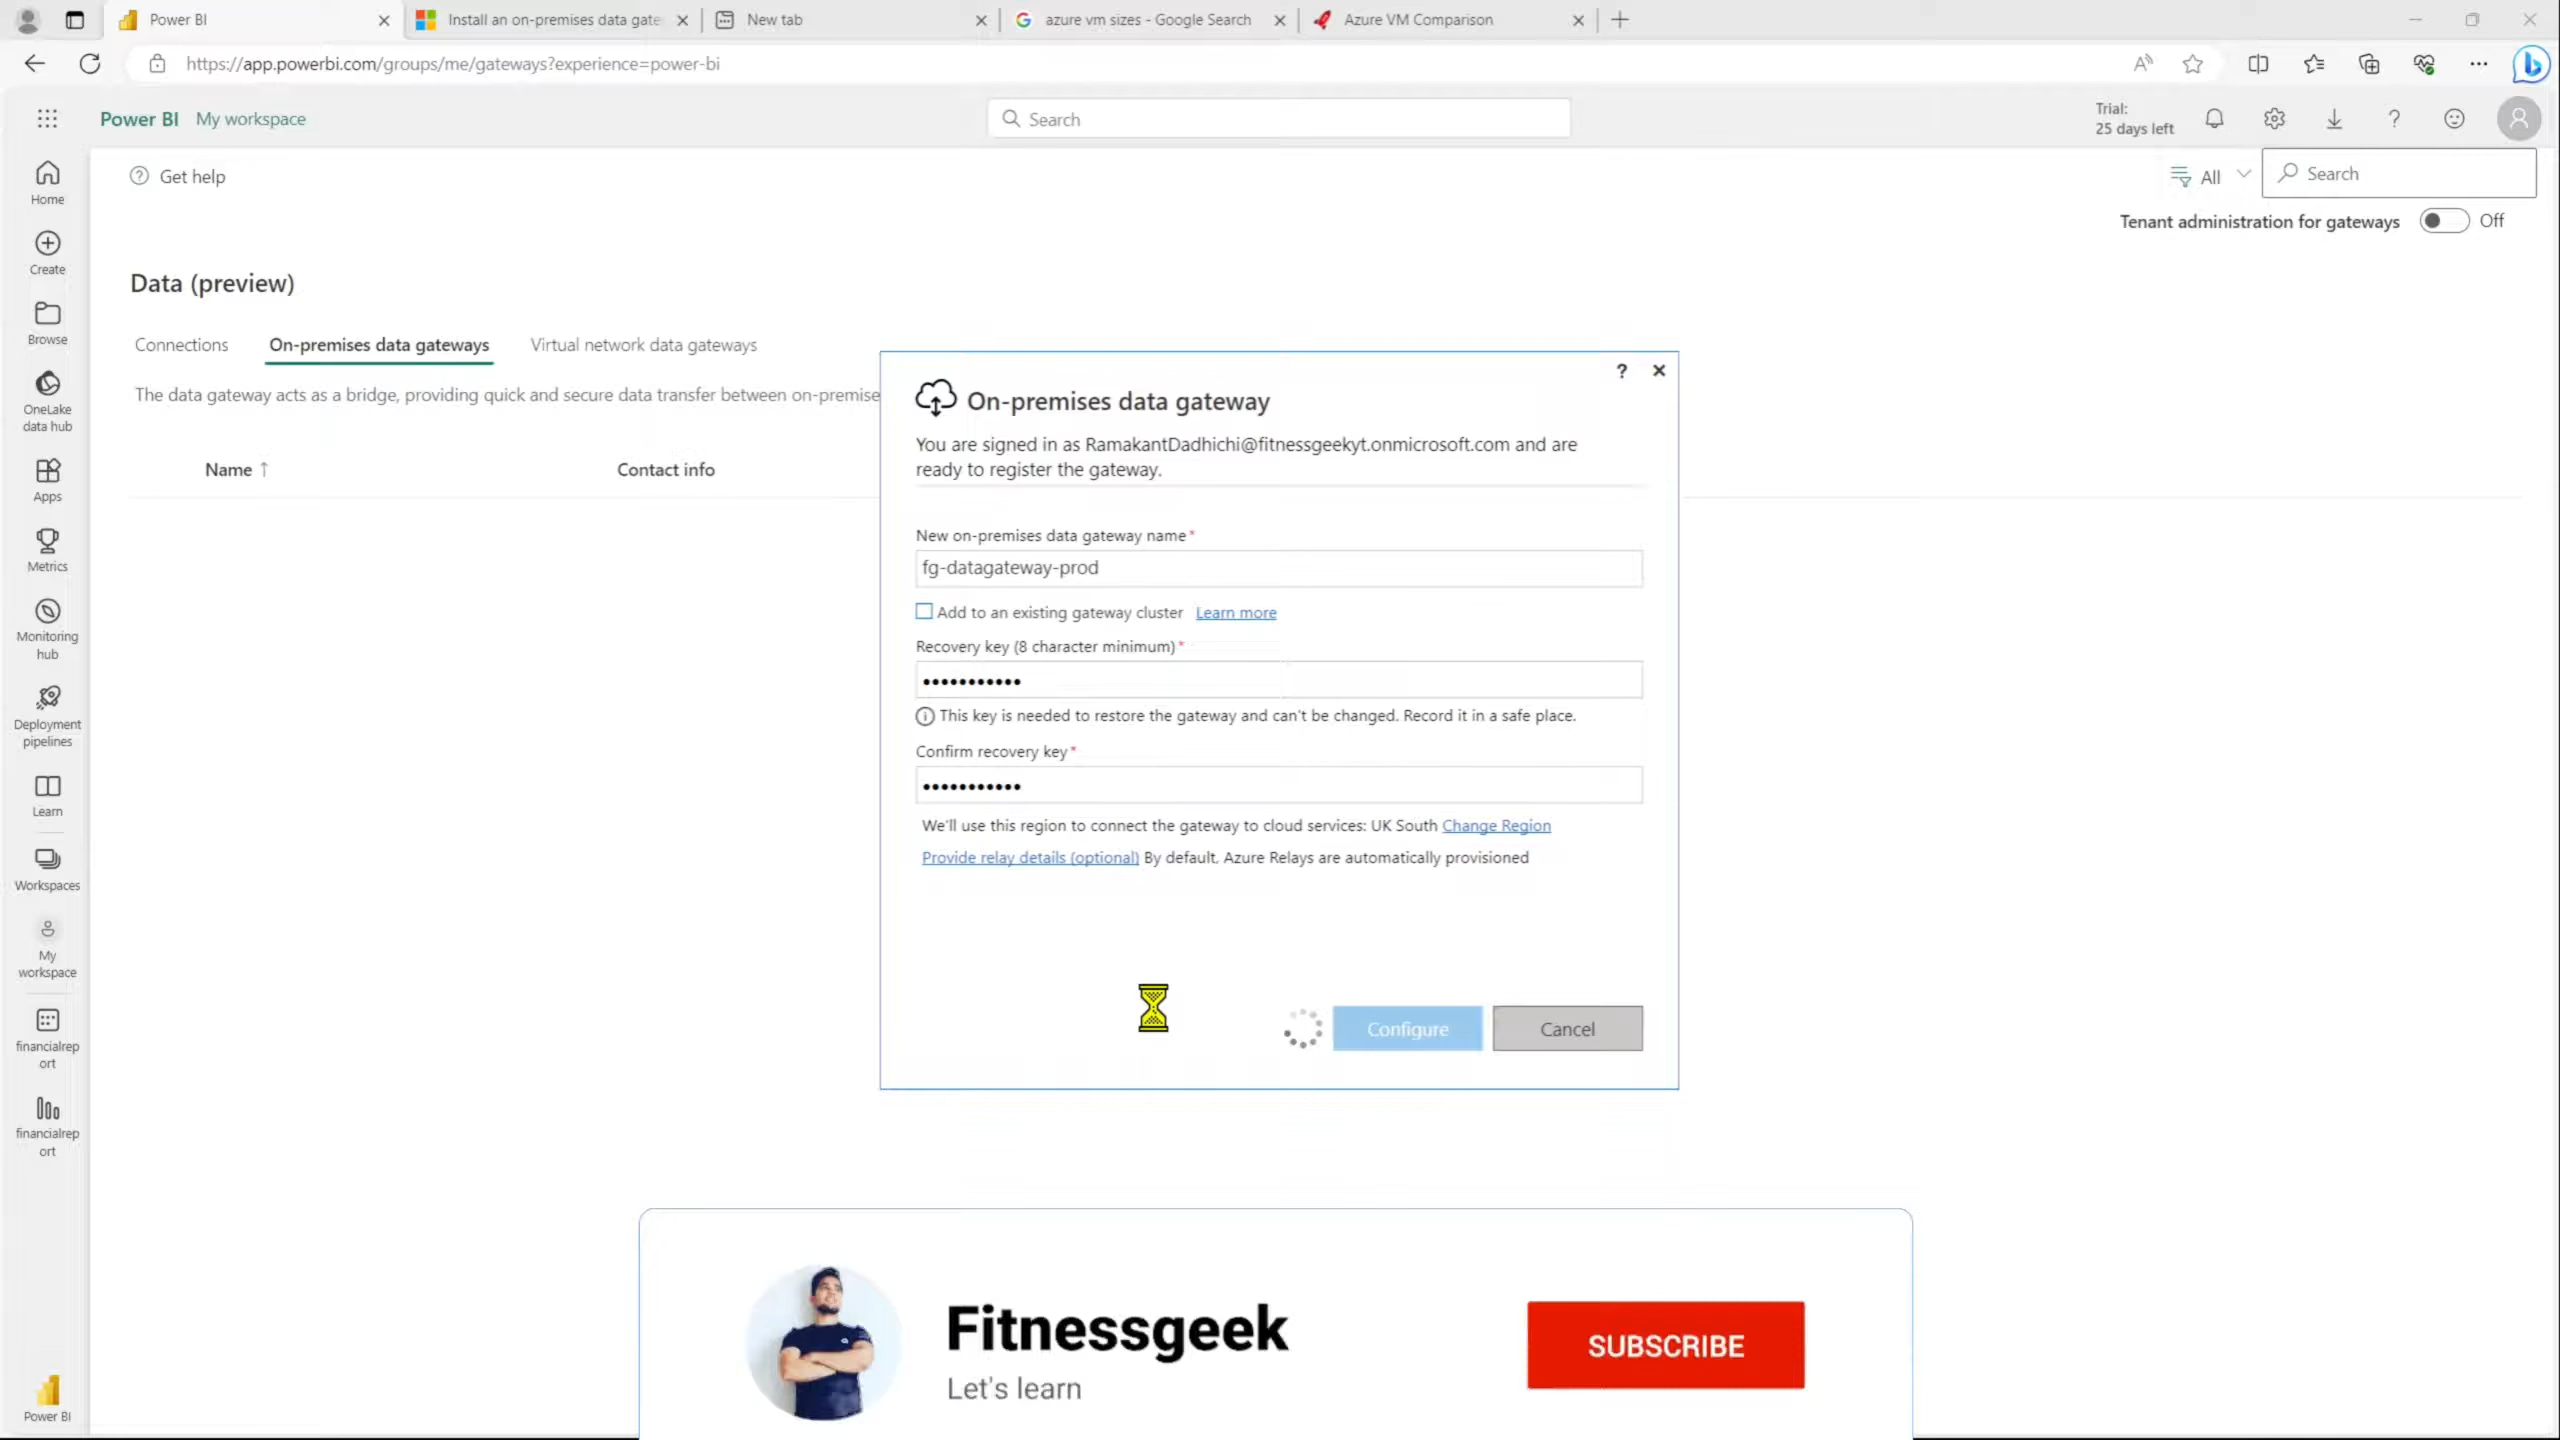 Power BI
Install an on-premises data gate
New tab
azure vm sizes - Google Search
Azure VM Comparison
https://app.powerbi.com/groups/me/gateways?experience=power-bi
Power BI My workspace
Search
Trial:
25 days left
Home
Create
Browse
OneLake
data hub
Apps
Metrics
Monitoring
hub
Deployment
pipelines
Learn
Workspaces
My
workspace
financialrep
ort
financialrep
ort
Power BI
Get help
All
Search
Tenant administration for gateways Off
Data (preview)
Connections
On-premises data gateways
Virtual network data gateways
The data gateway acts as a bridge, providing quick and secure data transfer between on-premise
Name ↑
Contact info
On-premises data gateway
You are signed in as RamakantDadhichi@fitnessgeekyt.onmicrosoft.com and are
ready to register the gateway.
New on-premises data gateway name*
fg-datagateway-prod
Add to an existing gateway cluster Learn more
Recovery key (8 character minimum)*
•••••••••••
This key is needed to restore the gateway and can't be changed. Record it in a safe place.
Confirm recovery key*
•••••••••••
We'll use this region to connect the gateway to cloud services: UK South Change Region
Provide relay details (optional) By default, Azure Relays are automatically provisioned
Configure
Cancel
Fitnessgeek
Let's learn
SUBSCRIBE